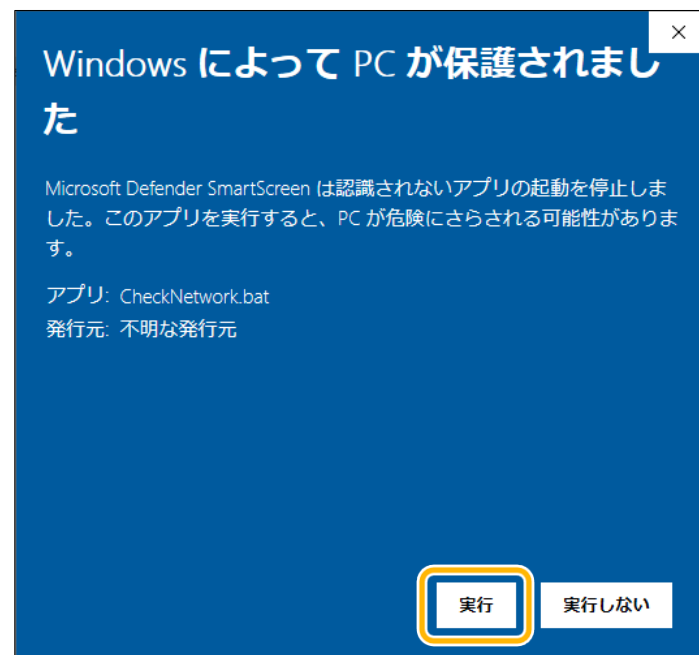 Windows によって PC が保護されまし
た
Microsoft Defender SmartScreen は認識されないアプリの起動を停止しま
した。このアプリを実行すると、PC が危険にさらされる可能性がありま
す。
アプリ: CheckNetwork.bat
発行元: 不明な発行元
実行 実行しない